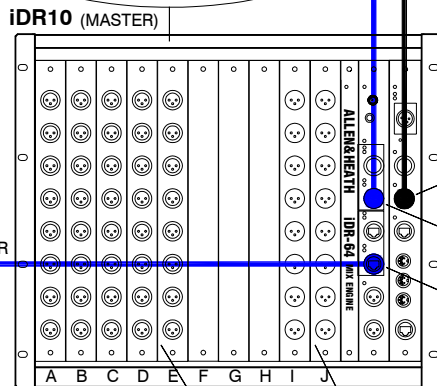 iDR10 (MASTER)
ALLEN&HEATH
iDR-64 MIX ENGINE
R
A B C D E F G H I J